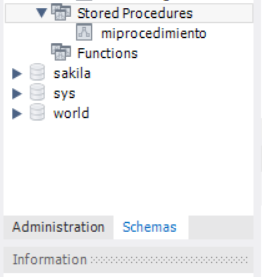 Stored Procedures
miprocedimiento
Functions
sakila
sys
world
Administration Schemas
Information